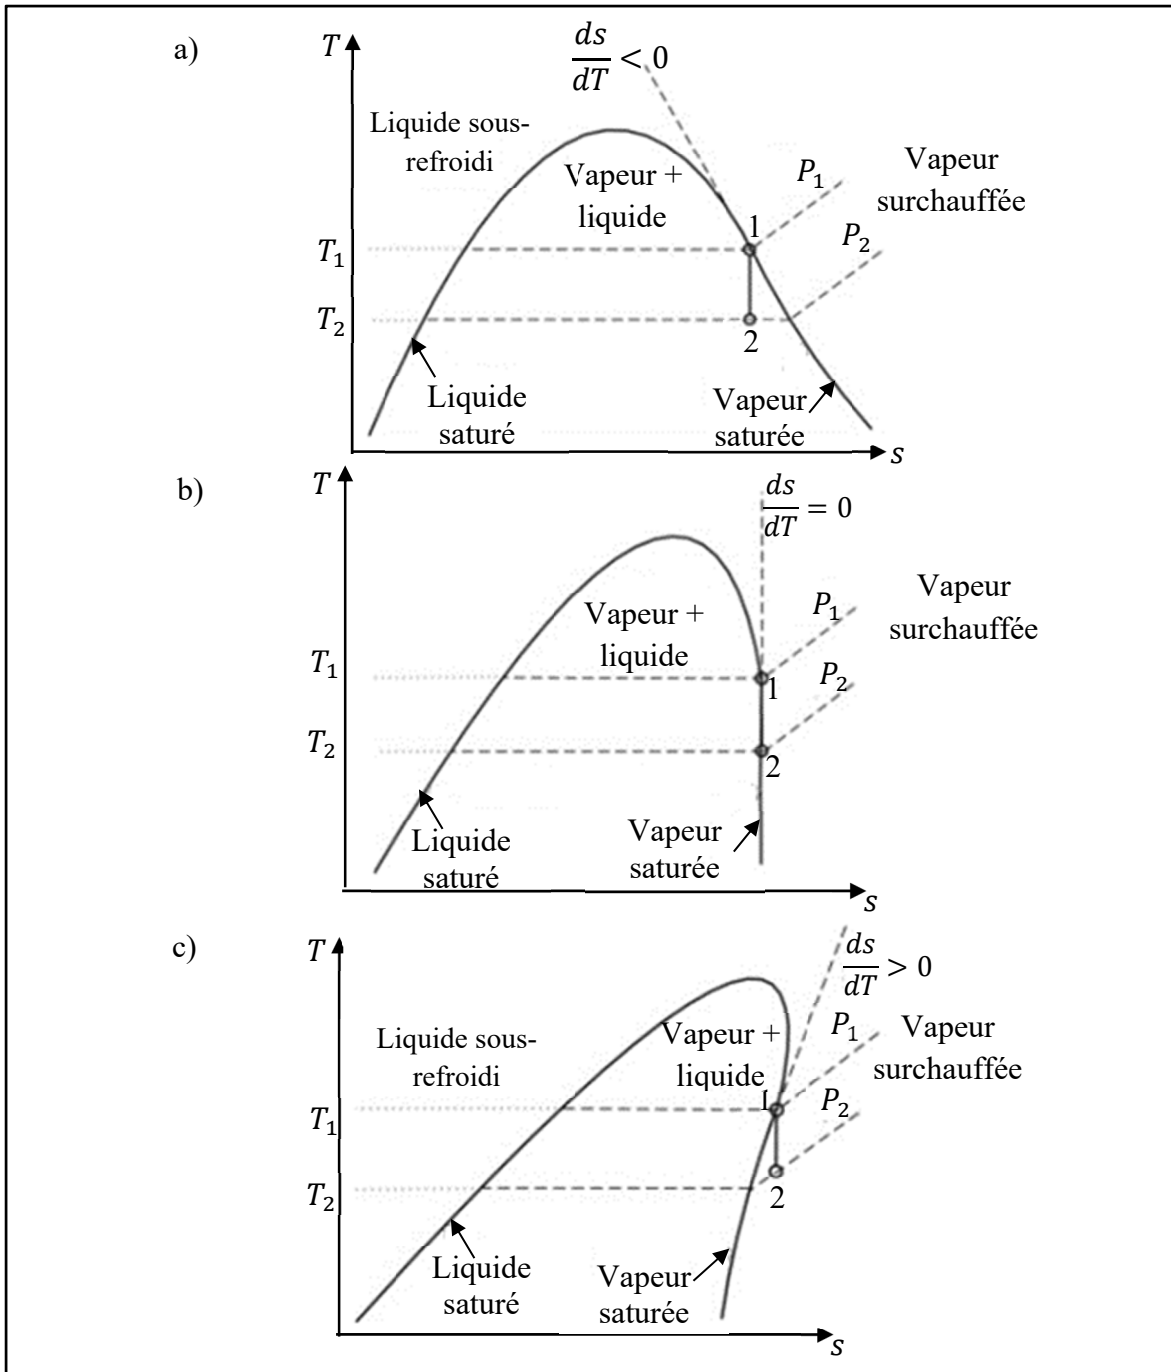 a)
T
ds/dT < 0
Liquide sous-
refroidi
Vapeur +
liquide
P₁
Vapeur
surchauffée
P₂
1
T₁
T₂
2
Liquide
saturé
Vapeur
saturée
s
b)
T
ds/dT = 0
Vapeur +
liquide
P₁
Vapeur
surchauffée
P₂
T₁
1
T₂
2
Liquide
saturé
Vapeur
saturée
s
c)
T
ds/dT > 0
Liquide sous-
refroidi
Vapeur +
liquide
P₁
Vapeur
surchauffée
P₂
1
T₁
T₂
2
Liquide
saturé
Vapeur
saturée
s